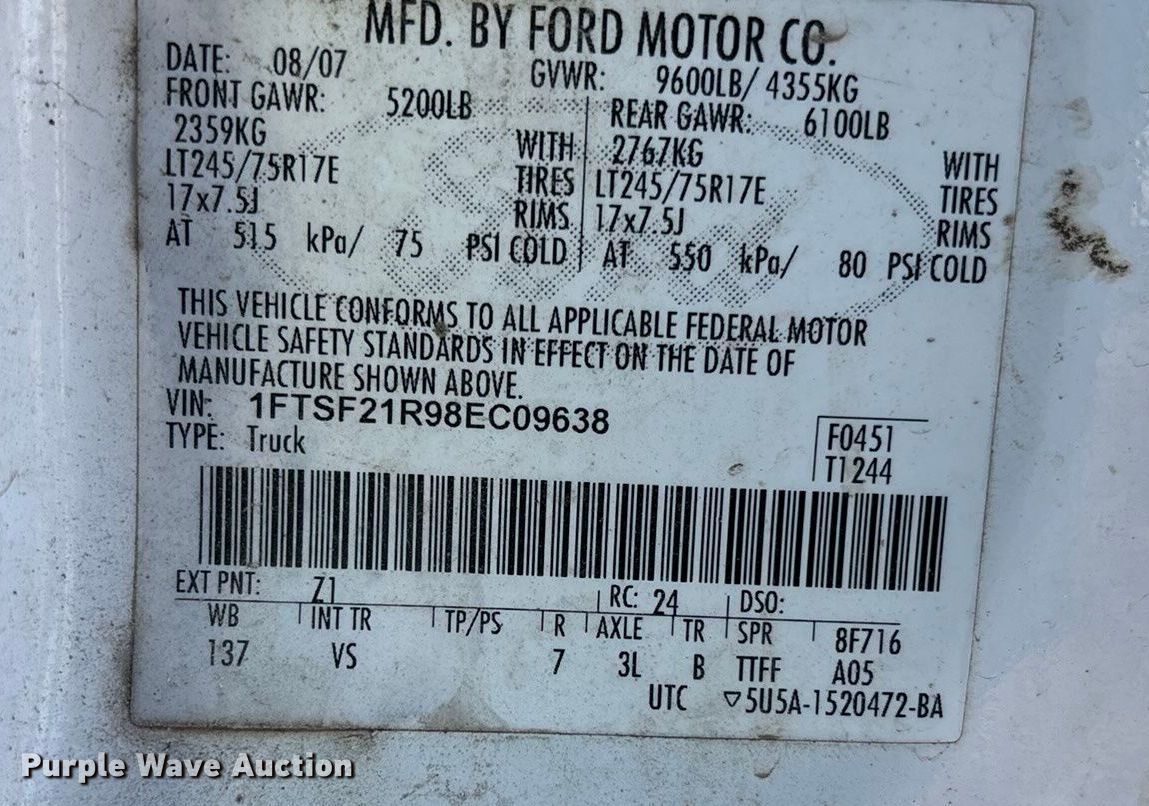 MFD. BY FORD MOTOR CO.
DATE: 08/07 GVWR: 9600LB/ 4355KG
FRONT GAWR: 5200LB REAR GAWR: 6100LB
2359KG WITH 2767KG WITH
LT245/75R17E TIRES LT245/75R17E TIRES
17x7.5J RIMS 17x7.5J RIMS
AT 515 kPa/ 75 PSI COLD AT 550 kPa/ 80 PSI COLD
THIS VEHICLE CONFORMS TO ALL APPLICABLE FEDERAL MOTOR
VEHICLE SAFETY STANDARDS IN EFFECT ON THE DATE OF
MANUFACTURE SHOWN ABOVE.
VIN: 1FTSF21R98EC09638
TYPE: Truck
F0451
T1244
EXT PNT: Z1 RC: 24 DSO:
WB INT TR TP/PS R AXLE TR SPR 8F716
137 VS 7 3L B TTFF A05
UTC ▽5U5A-1520472-BA
Purple Wave Auction